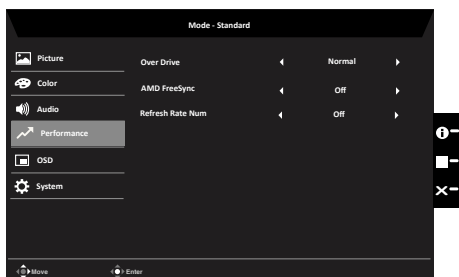 Mode - Standard
Picture
Over Drive Normal
Color
AMD FreeSync Off
Audio
Refresh Rate Num Off
Performance
OSD
System
Move Enter